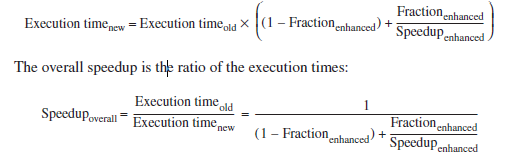 Execution time_new = Execution time_old × ( (1 – Fraction_enhanced) + Fraction_enhanced / Speedup_enhanced )
The overall speedup is the ratio of the execution times:
Speedup_overall = Execution time_old / Execution time_new = 1 / ( (1 – Fraction_enhanced) + Fraction_enhanced / Speedup_enhanced )